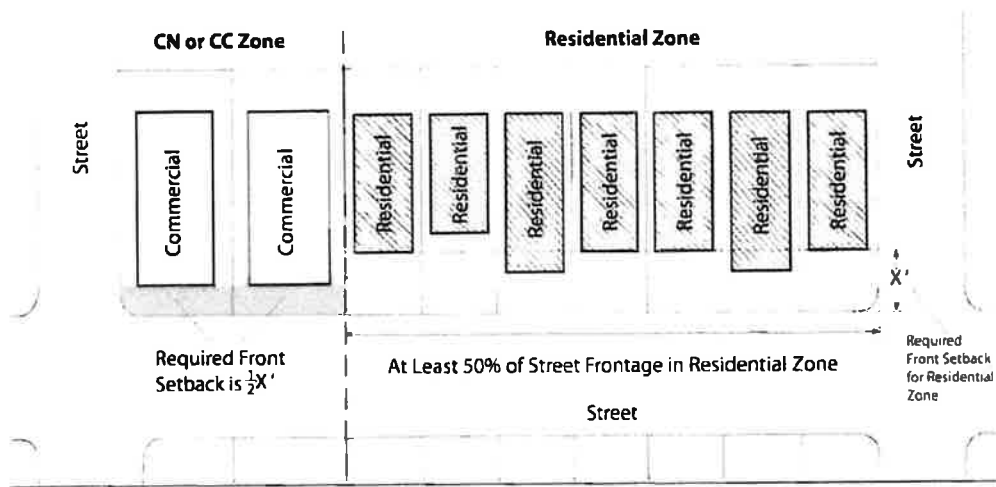 CN or CC Zone
Residential Zone
Street
Commercial
Commercial
Residential
Residential
Residential
Residential
Residential
Residential
Residential
Street
X'
Required Front
Setback is ½X'
At Least 50% of Street Frontage in Residential Zone
Required
Front Setback
for Residential
Zone
Street